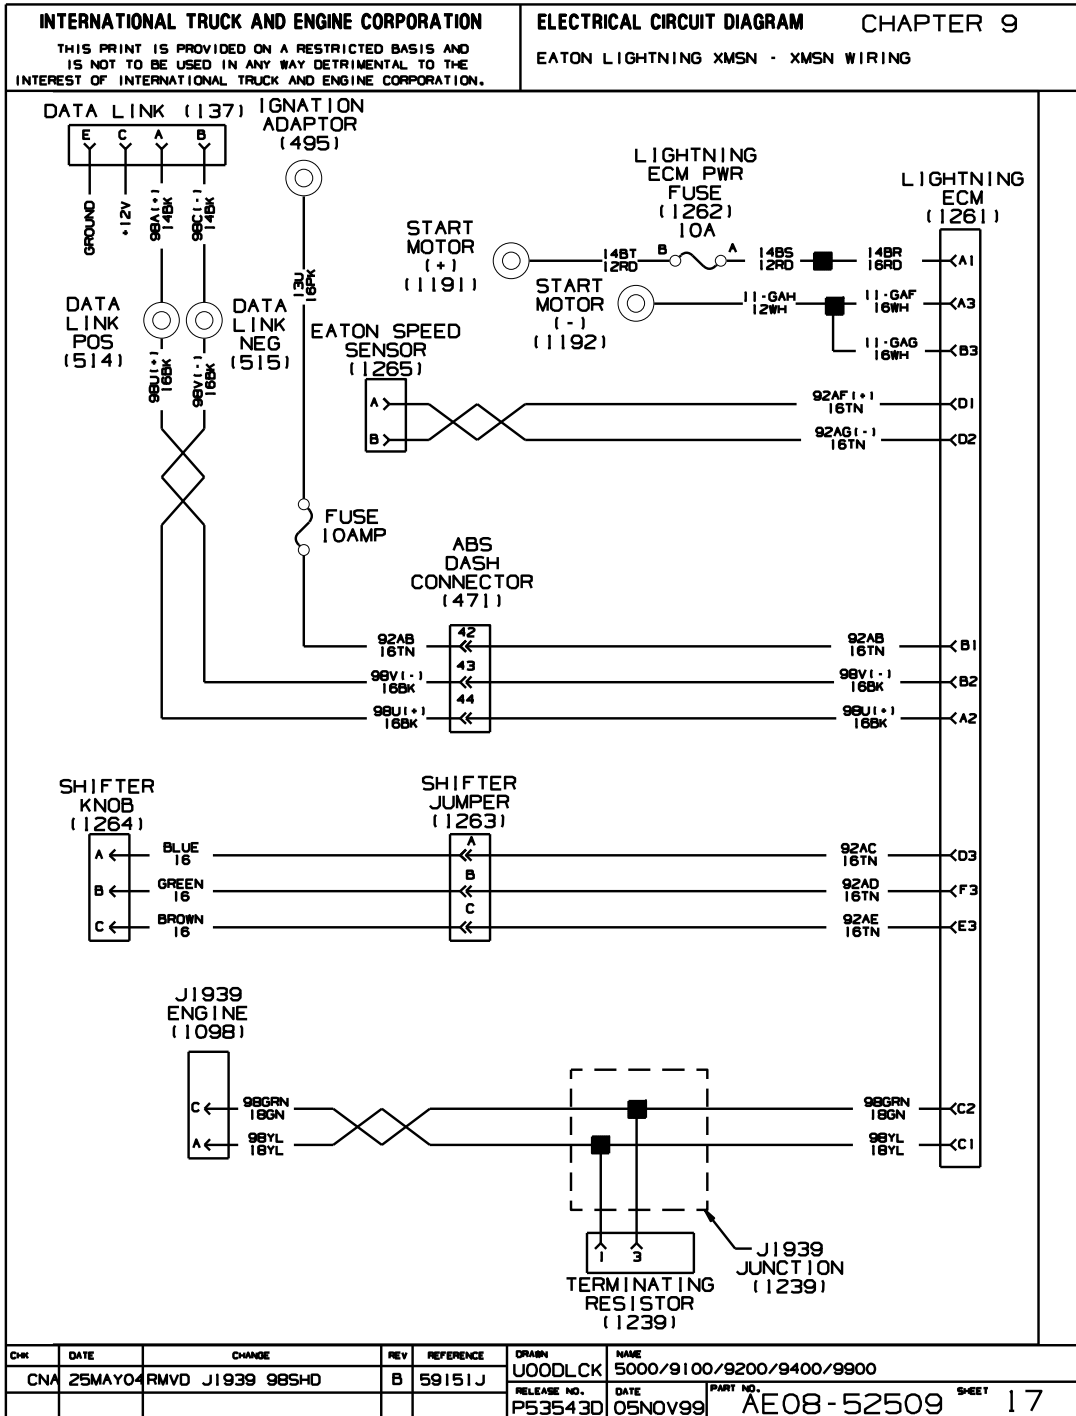 INTERNATIONAL TRUCK AND ENGINE CORPORATION
THIS PRINT IS PROVIDED ON A RESTRICTED BASIS AND
IS NOT TO BE USED IN ANY WAY DETRIMENTAL TO THE
INTEREST OF INTERNATIONAL TRUCK AND ENGINE CORPORATION.
ELECTRICAL CIRCUIT DIAGRAM
CHAPTER 9
EATON LIGHTNING XMSN - XMSN WIRING
DATA LINK (137)
E C A B
GROUND
+12V
98A(+)
14BK
98C(-)
14BK
IGNATION
ADAPTOR
(495)
13U
16PK
DATA
LINK
POS
(514)
DATA
LINK
NEG
(515)
98U(+)
16BK
98V(-)
16BK
LIGHTNING
ECM PWR
FUSE
(1262)
10A
LIGHTNING
ECM
(1261)
START
MOTOR
(+)
(1191)
14BT
12RD
B
A
14BS
12RD
14BR
16RD
A1
START
MOTOR
(-)
(1192)
11-GAH
12WH
11-GAF
16WH
A3
11-GAG
16WH
B3
EATON SPEED
SENSOR
(1265)
A
92AF(+)
16TN
D1
B
92AG(-)
16TN
D2
FUSE
10AMP
ABS
DASH
CONNECTOR
(471)
92AB
16TN
42
92AB
16TN
B1
98V(-)
16BK
43
98V(-)
16BK
B2
98U(+)
16BK
44
98U(+)
16BK
A2
SHIFTER
KNOB
(1264)
SHIFTER
JUMPER
(1263)
A
BLUE
16
A
92AC
16TN
D3
B
GREEN
16
B
92AD
16TN
F3
C
BROWN
16
C
92AE
16TN
E3
J1939
ENGINE
(1098)
C
98GRN
18GN
98GRN
18GN
C2
A
98YL
18YL
98YL
18YL
C1
1 3
TERMINATING
RESISTOR
(1239)
J1939
JUNCTION
(1239)
CHK DATE CHANGE REV REFERENCE
CNA 25MAY04 RMVD J1939 98SHD B 59151J
DRAWN
UOODLCK
NAME
5000/9100/9200/9400/9900
RELEASE NO.
P53543D
DATE
05NOV99
PART NO.
AE08-52509
SHEET
17